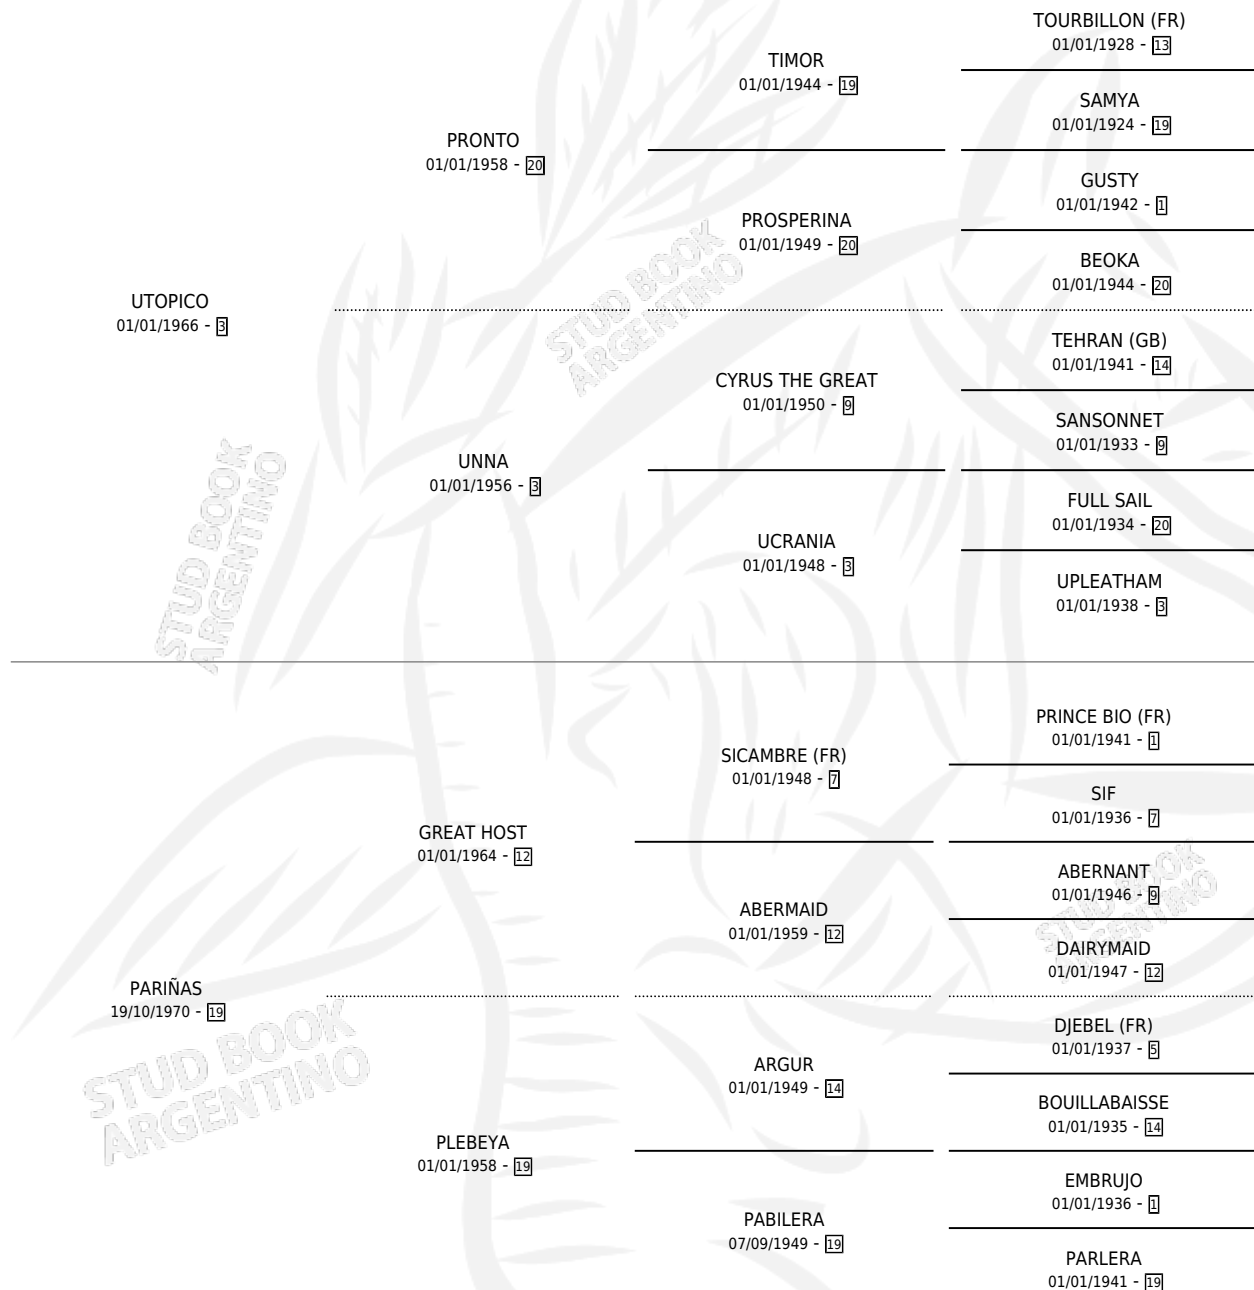 TOURBILLON (FR)
01/01/1928 - 13
TIMOR
01/01/1944 - 19
SAMYA
01/01/1924 - 19
PRONTO
01/01/1958 - 20
GUSTY
01/01/1942 - 1
PROSPERINA
01/01/1949 - 20
BEOKA
01/01/1944 - 20
UTOPICO
01/01/1966 - 3
TEHRAN (GB)
01/01/1941 - 14
CYRUS THE GREAT
01/01/1950 - 9
SANSONNET
01/01/1933 - 9
UNNA
01/01/1956 - 3
FULL SAIL
01/01/1934 - 20
UCRANIA
01/01/1948 - 3
UPLEATHAM
01/01/1938 - 3
PRINCE BIO (FR)
01/01/1941 - 1
SICAMBRE (FR)
01/01/1948 - 7
SIF
01/01/1936 - 7
GREAT HOST
01/01/1964 - 12
ABERNANT
01/01/1946 - 9
ABERMAID
01/01/1959 - 12
DAIRYMAID
01/01/1947 - 12
PARIÑAS
19/10/1970 - 19
DJEBEL (FR)
01/01/1937 - 5
ARGUR
01/01/1949 - 14
BOUILLABAISSE
01/01/1935 - 14
PLEBEYA
01/01/1958 - 19
EMBRUJO
01/01/1936 - 1
PABILERA
07/09/1949 - 19
PARLERA
01/01/1941 - 19
STUD BOOK
ARGENTINO
STUD BOOK
ARGENTINO
STUD BOOK
ARGENTINO
STUD BOOK
ARGENTINO